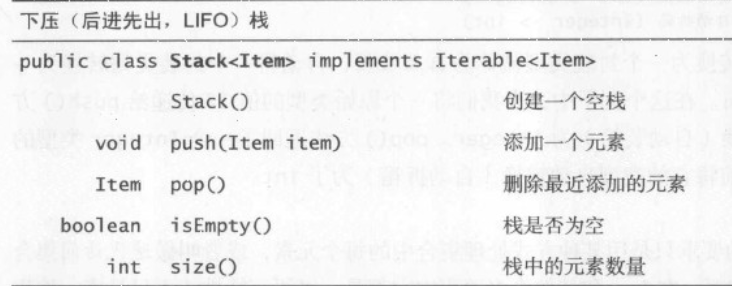 下压（后进先出，LIFO）栈
public class Stack<Item> implements Iterable<Item>
Stack() 创建一个空栈
void push(Item item) 添加一个元素
Item pop() 删除最近添加的元素
boolean isEmpty() 栈是否为空
int size() 栈中的元素数量